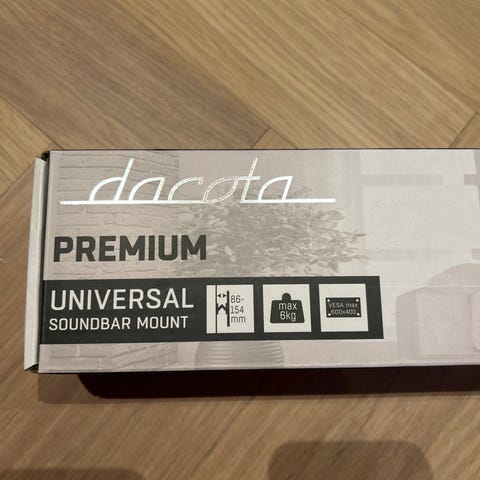 dacota
PREMIUM
UNIVERSAL
SOUNDBAR MOUNT
86-
154
mm
max
6kg
VESA max
600x400